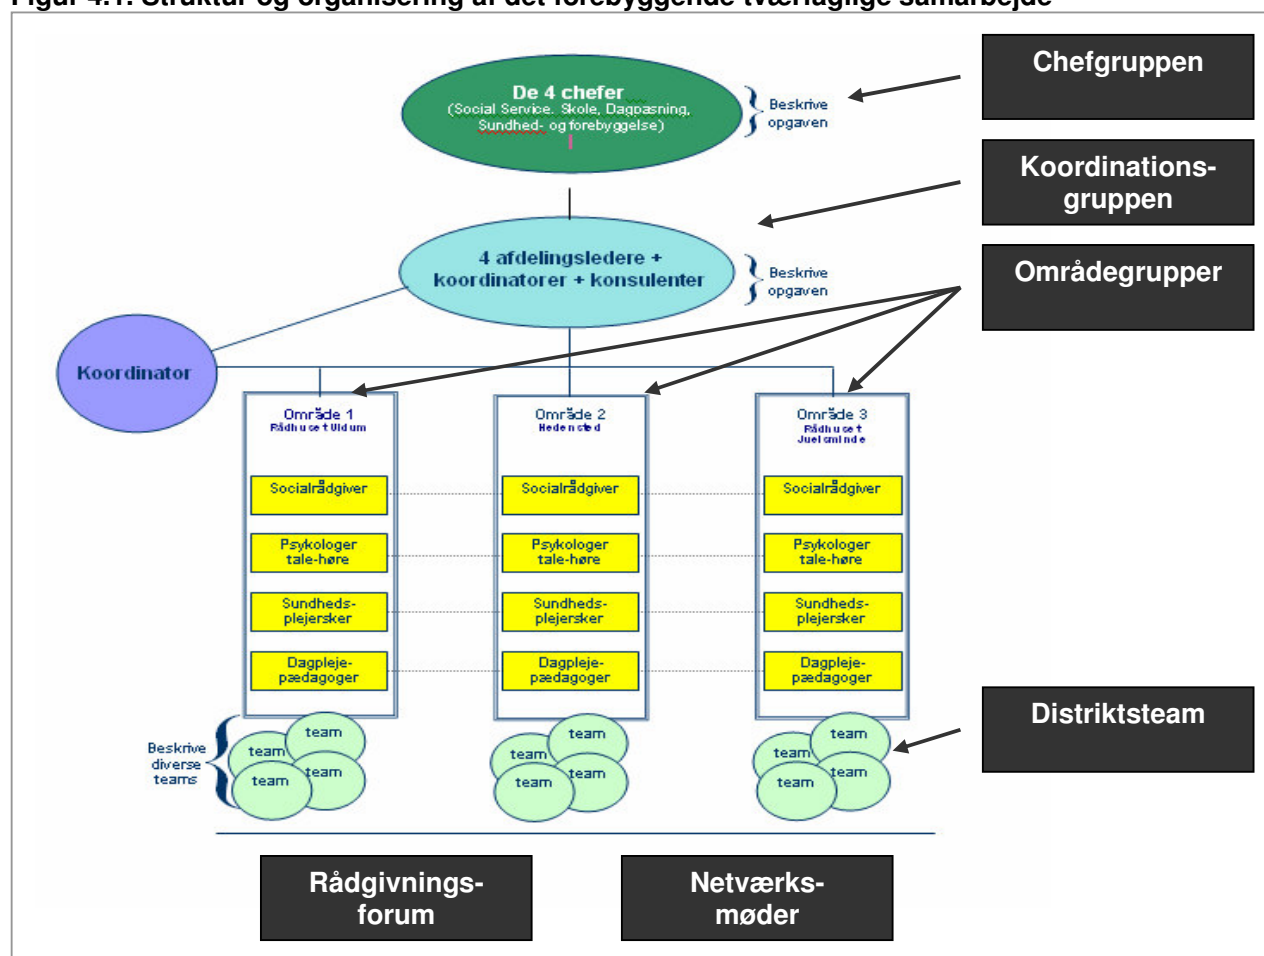 Figur 4.1. Struktur og organisering af det forebyggende tværfaglige samarbejde
De 4 chefer
(Social Service. Skole, Dagpasning,
Sundhed- og forebyggelse)
Beskrive
opgaven
Chefgruppen
4 afdelingsledere +
koordinatorer + konsulenter
Beskrive
opgaven
Koordinations-
gruppen
Områdegrupper
Koordinator
Område 1
Rådhuset Uldum
Socialrådgiver
Psykologer
tale-høre
Sundheds-
plejersker
Dagpleje-
pædagoger
Område 2
Hedensted
Socialrådgiver
Psykologer
tale-høre
Sundheds-
plejersker
Dagpleje-
pædagoger
Område 3
Rådhuset
Juelsminde
Socialrådgiver
Psykologer
tale-høre
Sundheds-
plejersker
Dagpleje-
pædagoger
Distriktsteam
Beskrive
diverse
teams
team
team
team
team
team
team
team
team
team
team
team
team
Rådgivnings-
forum
Netværks-
møder